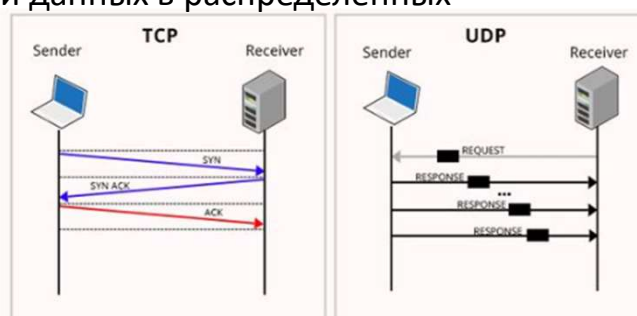 и данных в распределенных
TCP
Sender
Receiver
SYN
SYN ACK
ACK
UDP
Sender
Receiver
REQUEST
RESPONSE
...
RESPONSE
RESPONSE